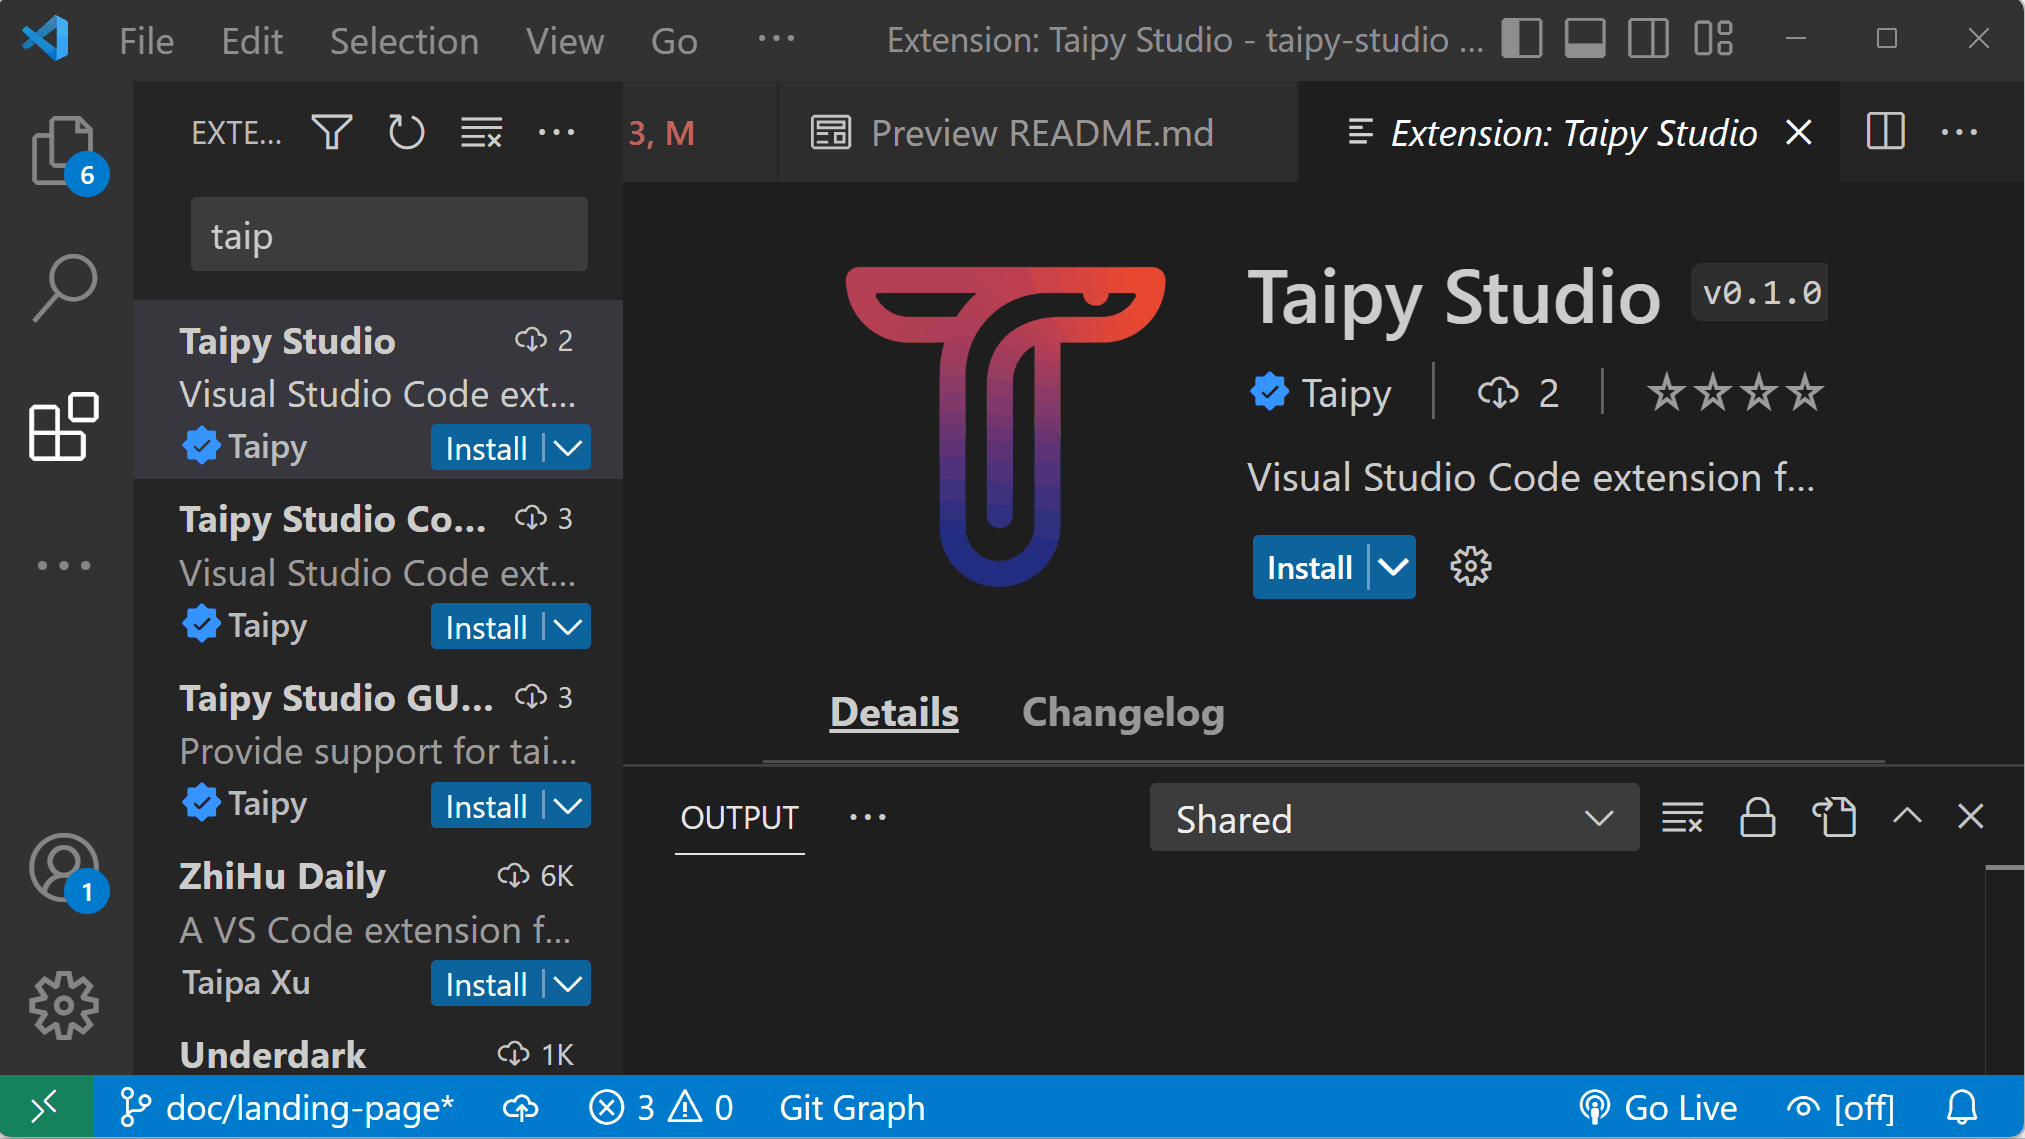 File Edit Selection View Go ··· Extension: Taipy Studio - taipy-studio ...
6
1
EXTE... ···
taip
Taipy Studio 2
Visual Studio Code ext...
Taipy Install
Taipy Studio Co... 3
Visual Studio Code ext...
Taipy Install
Taipy Studio GU... 3
Provide support for tai...
Taipy Install
ZhiHu Daily 6K
A VS Code extension f...
Taipa Xu Install
Underdark 1K
3, M Preview README.md Extension: Taipy Studio
Taipy Studio v0.1.0
Taipy 2
Visual Studio Code extension f...
Install
Details Changelog
OUTPUT ··· Shared
doc/landing-page* 3 0 Git Graph Go Live [off]